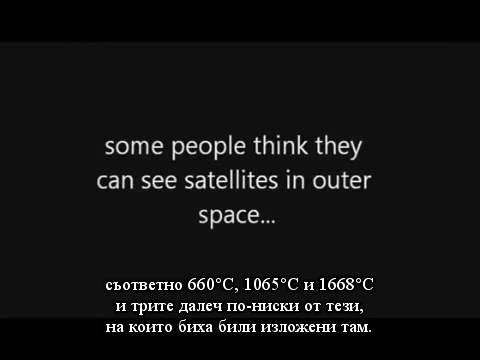 some people think they
can see satellites in outer
space...
съответно 660°C, 1065°C и 1668°C
и трите далеч по-ниски от тези,
на които биха били изложени там.